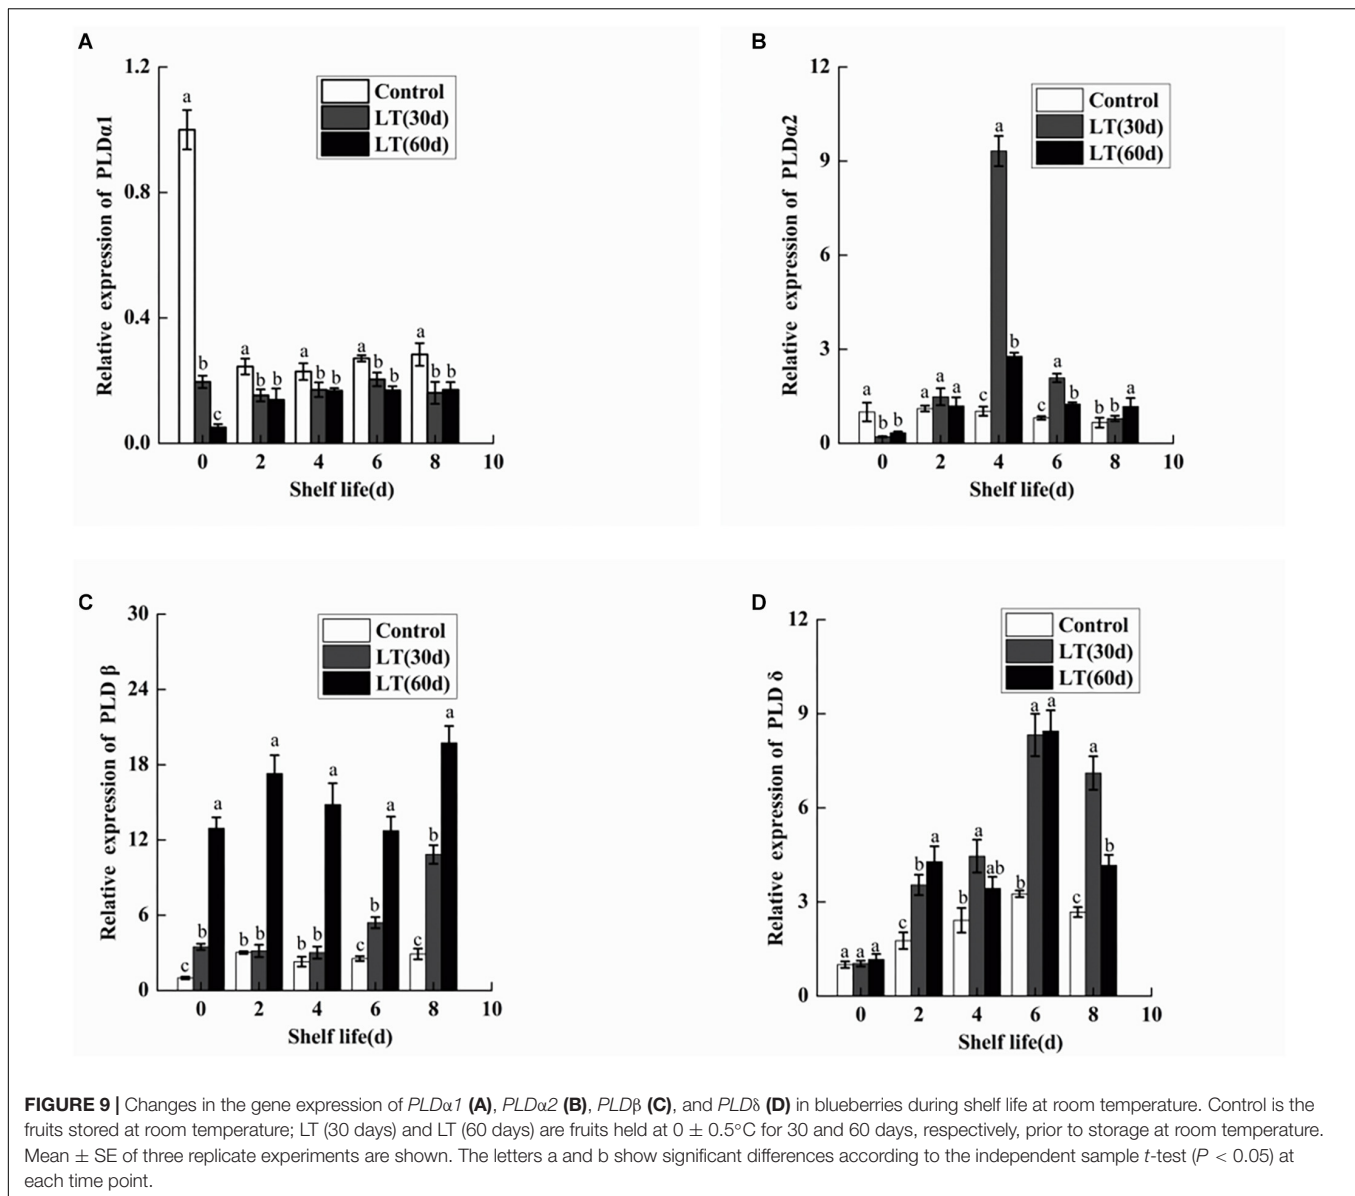 A
Relative expression of PLDα1
1.2
0.8
0.4
0.0
Control
LT(30d)
LT(60d)
a
b
c
a
b
b
a
b
b
a
b
b
a
b
b
0 2 4 6 8 10
Shelf life(d)
B
Relative expression of PLDα2
12
9
6
3
0
Control
LT(30d)
LT(60d)
a
b
b
a
a
a
c
a
b
c
a
b
b
b
a
0 2 4 6 8 10
Shelf life(d)
C
Relative expression of PLD β
30
24
18
12
6
0
Control
LT(30d)
LT(60d)
c
b
a
b
b
a
b
b
a
c
b
a
c
b
a
0 2 4 6 8 10
Shelf life(d)
D
Relative expression of PLD δ
12
9
6
3
0
Control
LT(30d)
LT(60d)
a
a
a
c
b
a
b
a
ab
b
a
a
c
a
b
0 2 4 6 8 10
Shelf life(d)
FIGURE 9 | Changes in the gene expression of PLDα1 (A), PLDα2 (B), PLDβ (C), and PLDδ (D) in blueberries during shelf life at room temperature. Control is the
fruits stored at room temperature; LT (30 days) and LT (60 days) are fruits held at 0 ± 0.5°C for 30 and 60 days, respectively, prior to storage at room temperature.
Mean ± SE of three replicate experiments are shown. The letters a and b show significant differences according to the independent sample t-test (P < 0.05) at
each time point.